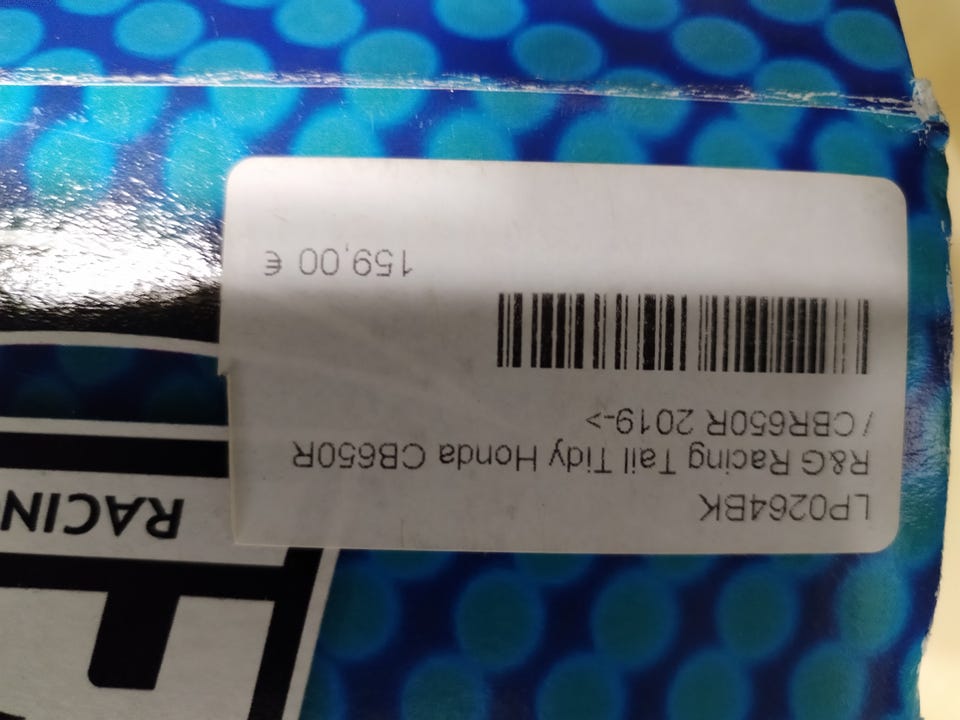 LP0264BK
R&G Racing Tail Tidy Honda CB650R
/ CBR650R 2019->
159,00 €